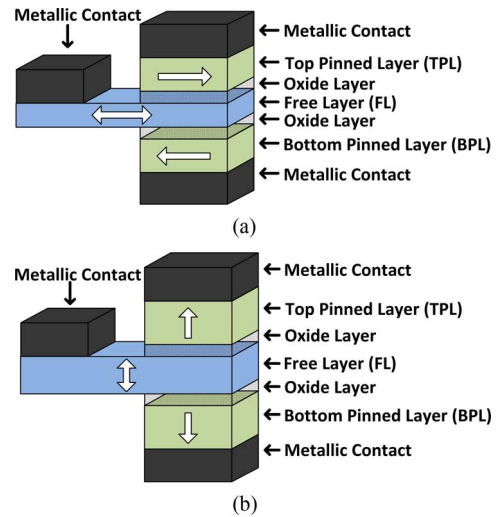 Metallic Contact
Metallic Contact
Top Pinned Layer (TPL)
Oxide Layer
Free Layer (FL)
Oxide Layer
Bottom Pinned Layer (BPL)
Metallic Contact
(a)
Metallic Contact
Metallic Contact
Top Pinned Layer (TPL)
Oxide Layer
Free Layer (FL)
Oxide Layer
Bottom Pinned Layer (BPL)
Metallic Contact
(b)